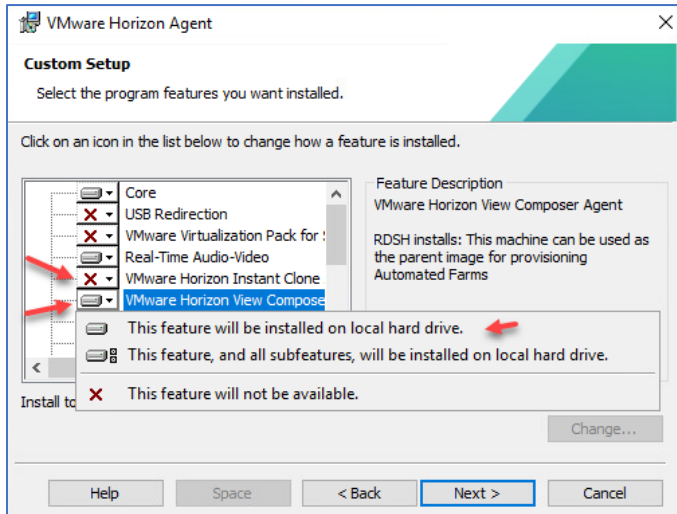 VMware Horizon Agent
Custom Setup
Select the program features you want installed.
Click on an icon in the list below to change how a feature is installed.
Core
USB Redirection
VMware Virtualization Pack for
Real-Time Audio-Video
VMware Horizon Instant Clone
VMware Horizon View Compose
Feature Description
VMware Horizon View Composer Agent
RDSH installs: This machine can be used as
the parent image for provisioning
Automated Farms
This feature will be installed on local hard drive.
This feature, and all subfeatures, will be installed on local hard drive.
This feature will not be available.
Install to
Change...
Help
Space
< Back
Next >
Cancel